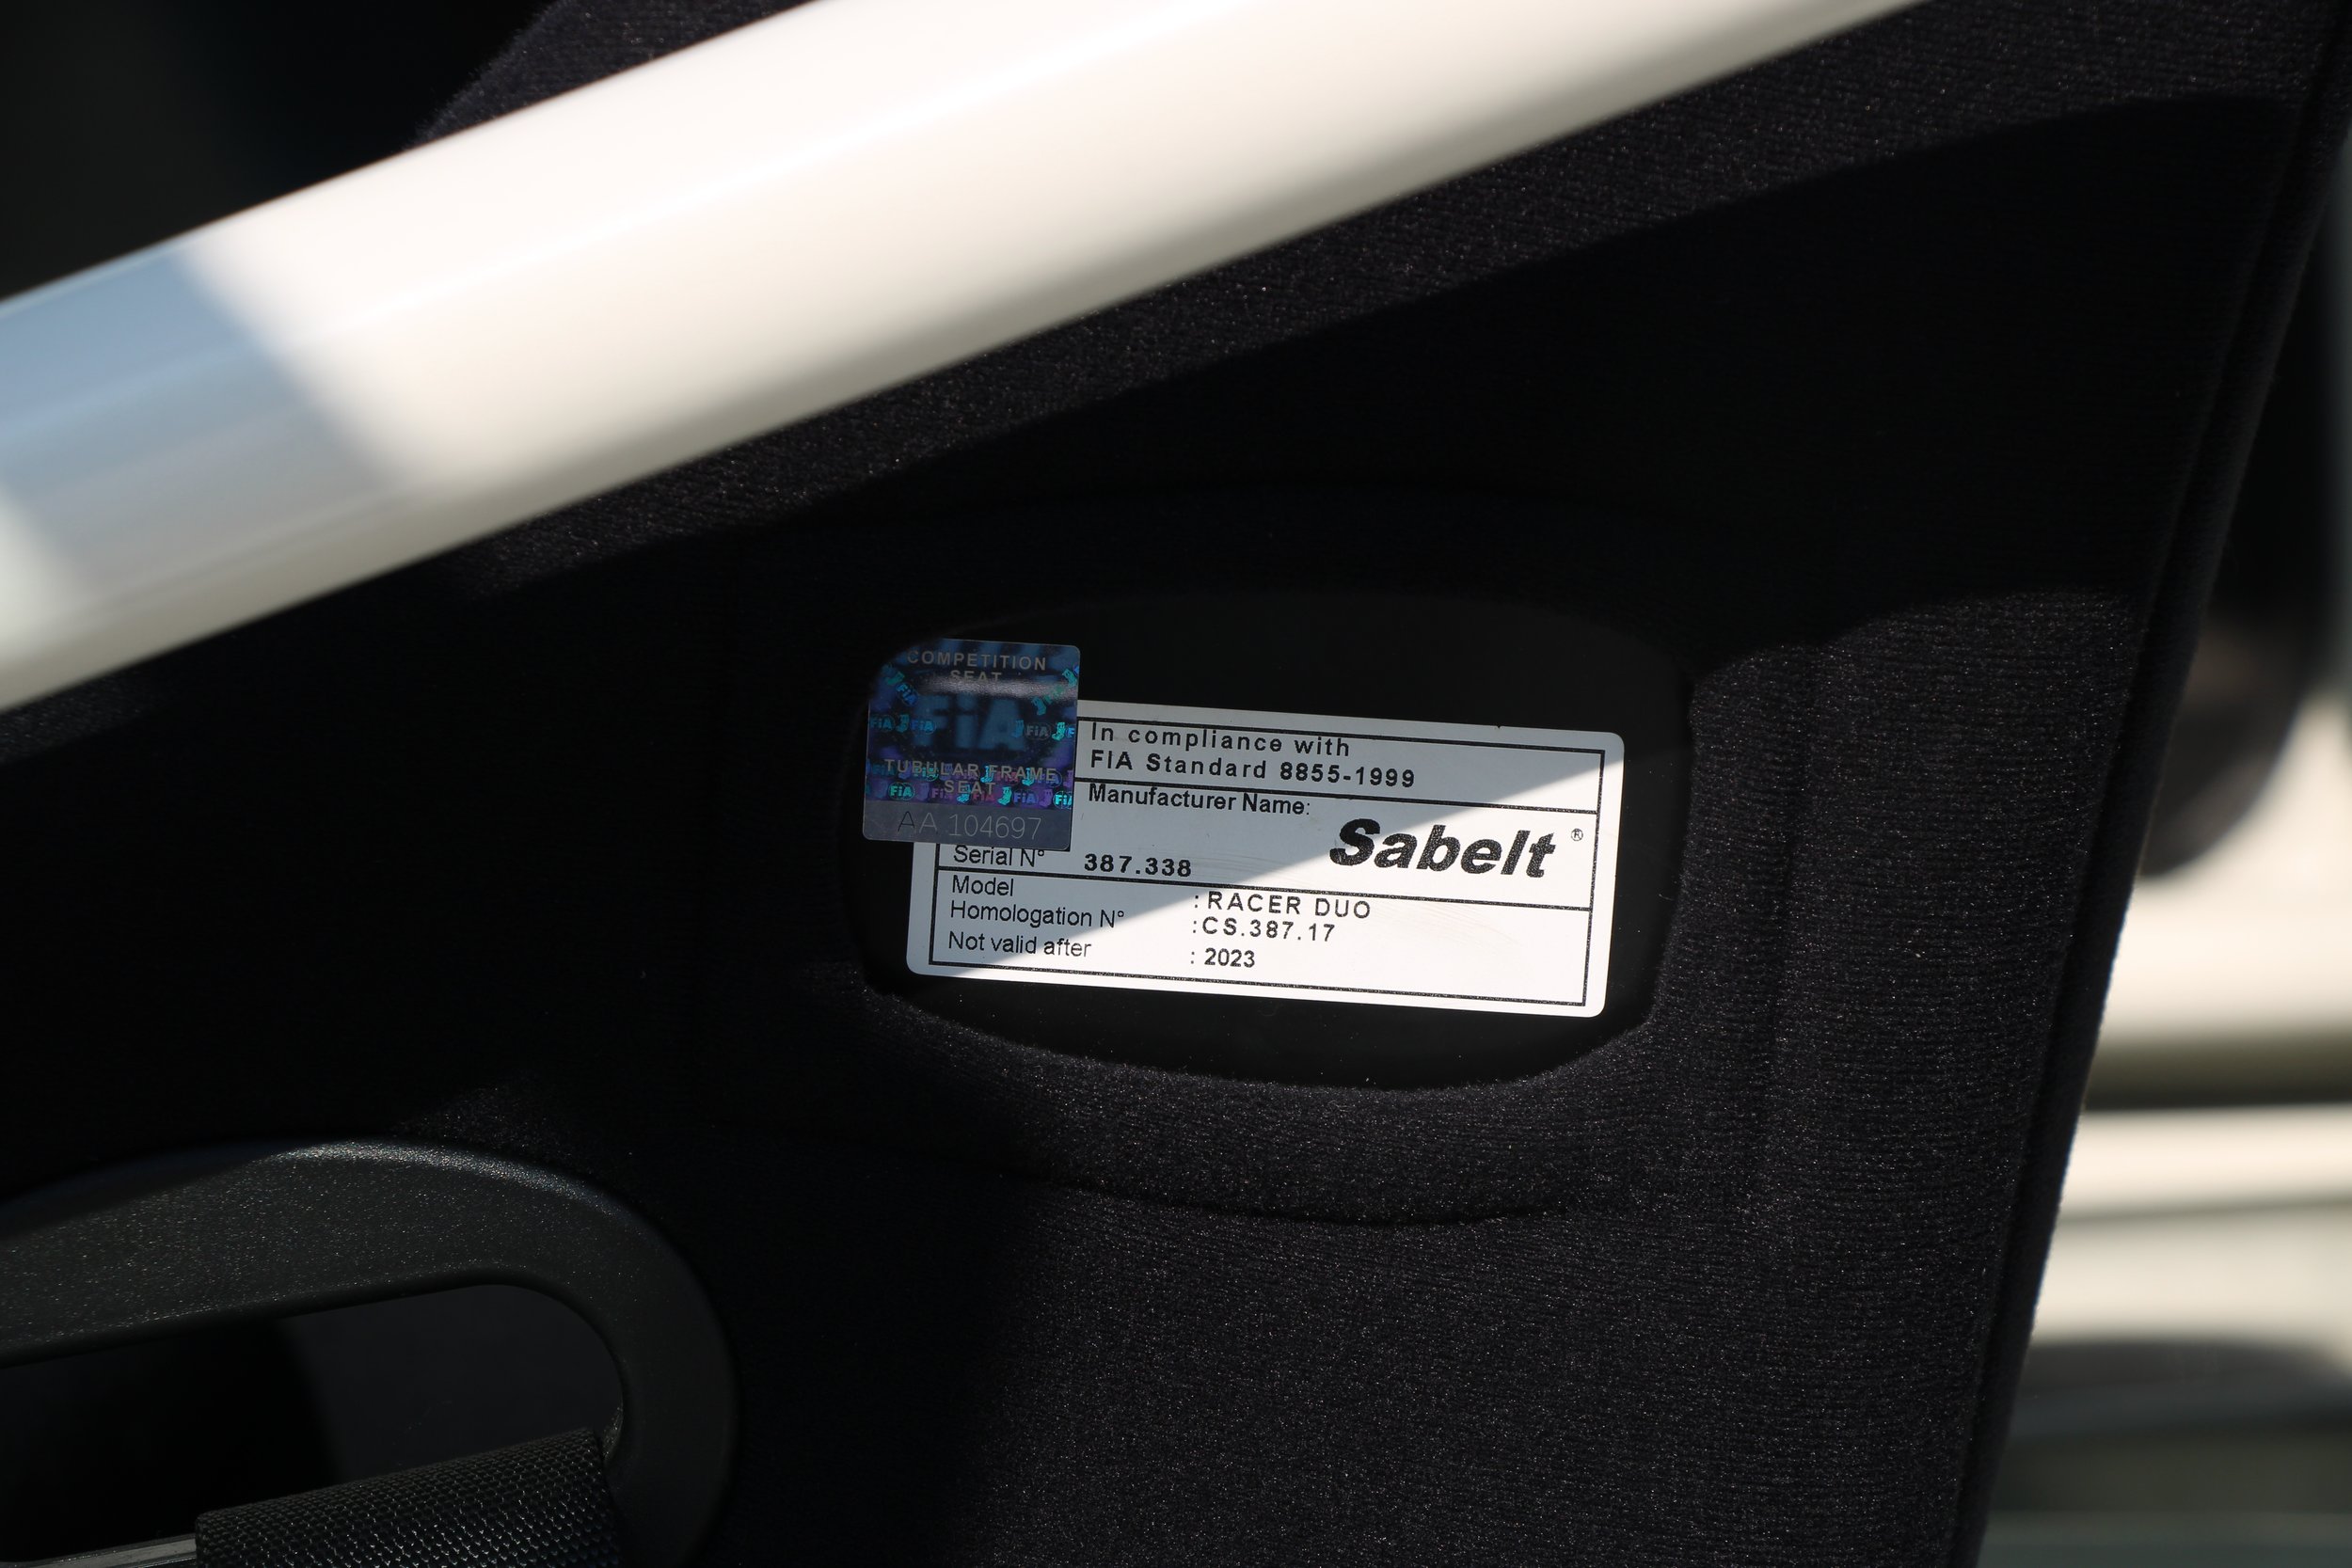 COMPETITION
SEAT
FiA
TUBULAR FRAME
SEAT
AA 104697
In compliance with
FIA Standard 8855-1999
Manufacturer Name:
Sabelt ®
Serial N° 387.338
Model : RACER DUO
Homologation N° :CS.387.17
Not valid after : 2023